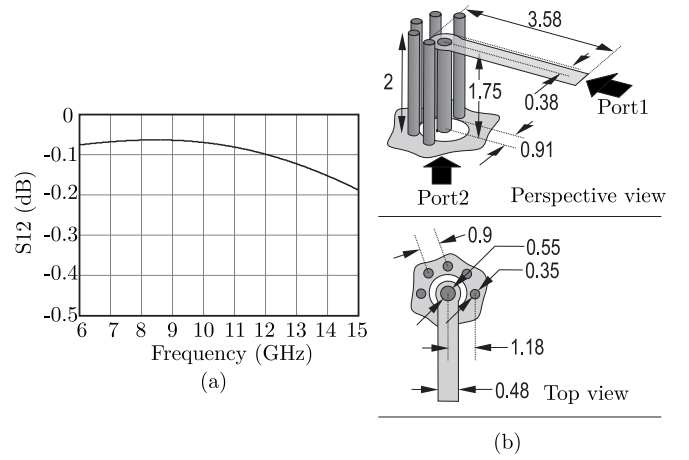 S12 (dB)
0
-0.1
-0.2
-0.3
-0.4
-0.5
6 7 8 9 10 11 12 13 14 15
Frequency (GHz)
(a)
3.58
2
1.75
0.38
Port1
0.91
Port2
Perspective view
0.9
0.55
0.35
1.18
0.48
Top view
(b)